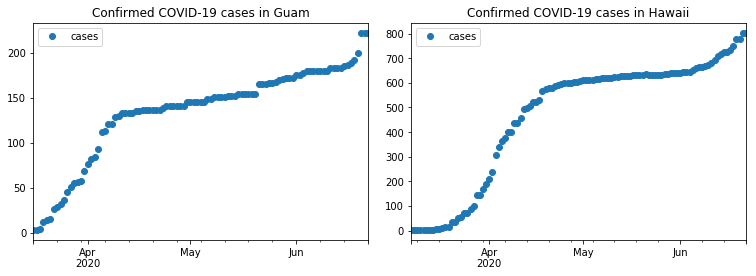 Confirmed COVID-19 cases in Guam
cases
200
150
100
50
0
Apr
2020
May
Jun
Confirmed COVID-19 cases in Hawaii
cases
800
700
600
500
400
300
200
100
0
Apr
2020
May
Jun